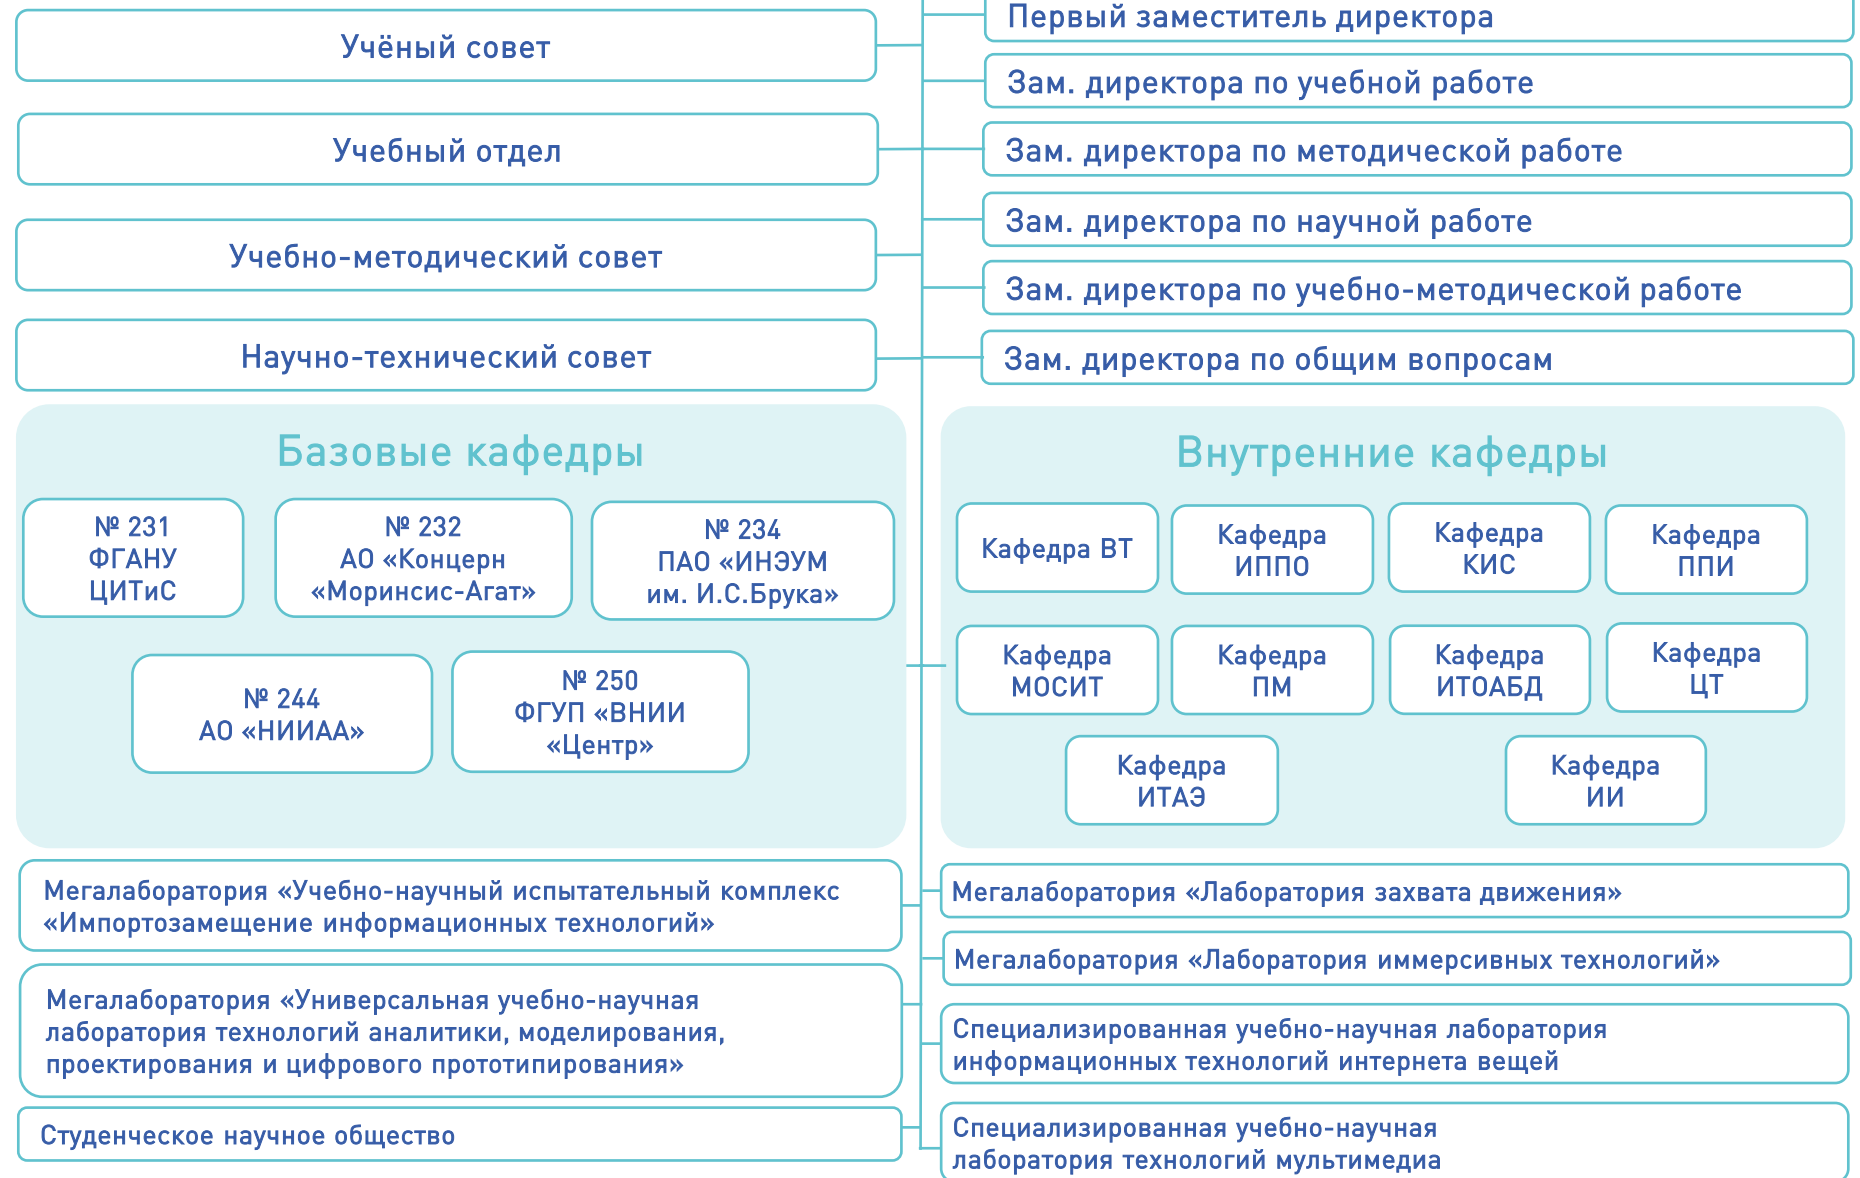 Учёный совет
Учебный отдел
Учебно-методический совет
Научно-технический совет
Первый заместитель директора
Зам. директора по учебной работе
Зам. директора по методической работе
Зам. директора по научной работе
Зам. директора по учебно-методической работе
Зам. директора по общим вопросам
Базовые кафедры
№ 231
ФГАНУ
ЦИТиС
№ 232
АО «Концерн
«Моринсис-Агат»
№ 234
ПАО «ИНЭУМ
им. И.С.Брука»
№ 244
АО «НИИАА»
№ 250
ФГУП «ВНИИ
«Центр»
Внутренние кафедры
Кафедра ВТ
Кафедра
ИППО
Кафедра
КИС
Кафедра
ППИ
Кафедра
МОСИТ
Кафедра
ПМ
Кафедра
ИТОАБД
Кафедра
ЦТ
Кафедра
ИТАЭ
Кафедра
ИИ
Мегалаборатория «Учебно-научный испытательный комплекс
«Импортозамещение информационных технологий»
Мегалаборатория «Универсальная учебно-научная
лаборатория технологий аналитики, моделирования,
проектирования и цифрового прототипирования»
Студенческое научное общество
Мегалаборатория «Лаборатория захвата движения»
Мегалаборатория «Лаборатория иммерсивных технологий»
Специализированная учебно-научная лаборатория
информационных технологий интернета вещей
Специализированная учебно-научная
лаборатория технологий мультимедиа